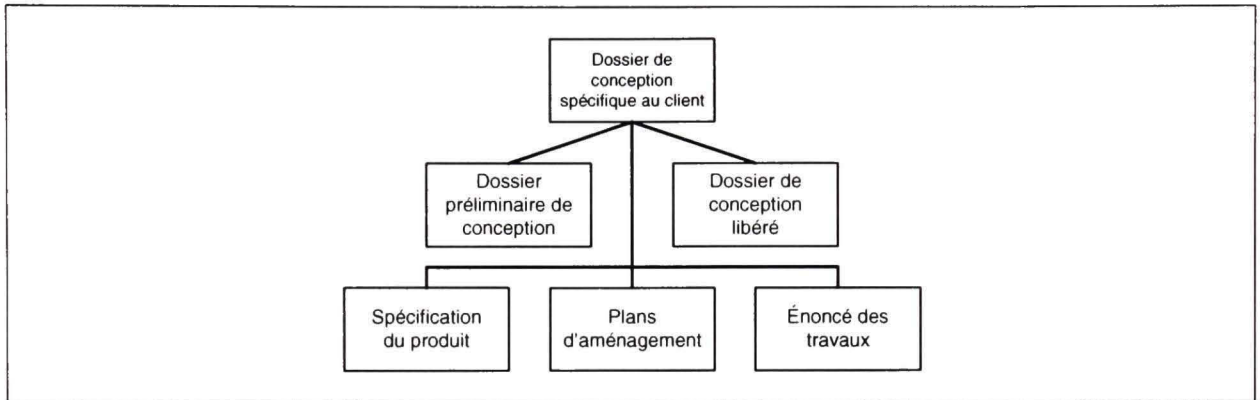 Dossier de
conception
spécifique au client
Dossier
préliminaire de
conception
Dossier de
conception
libéré
Spécification
du produit
Plans
d'aménagement
Énoncé des
travaux